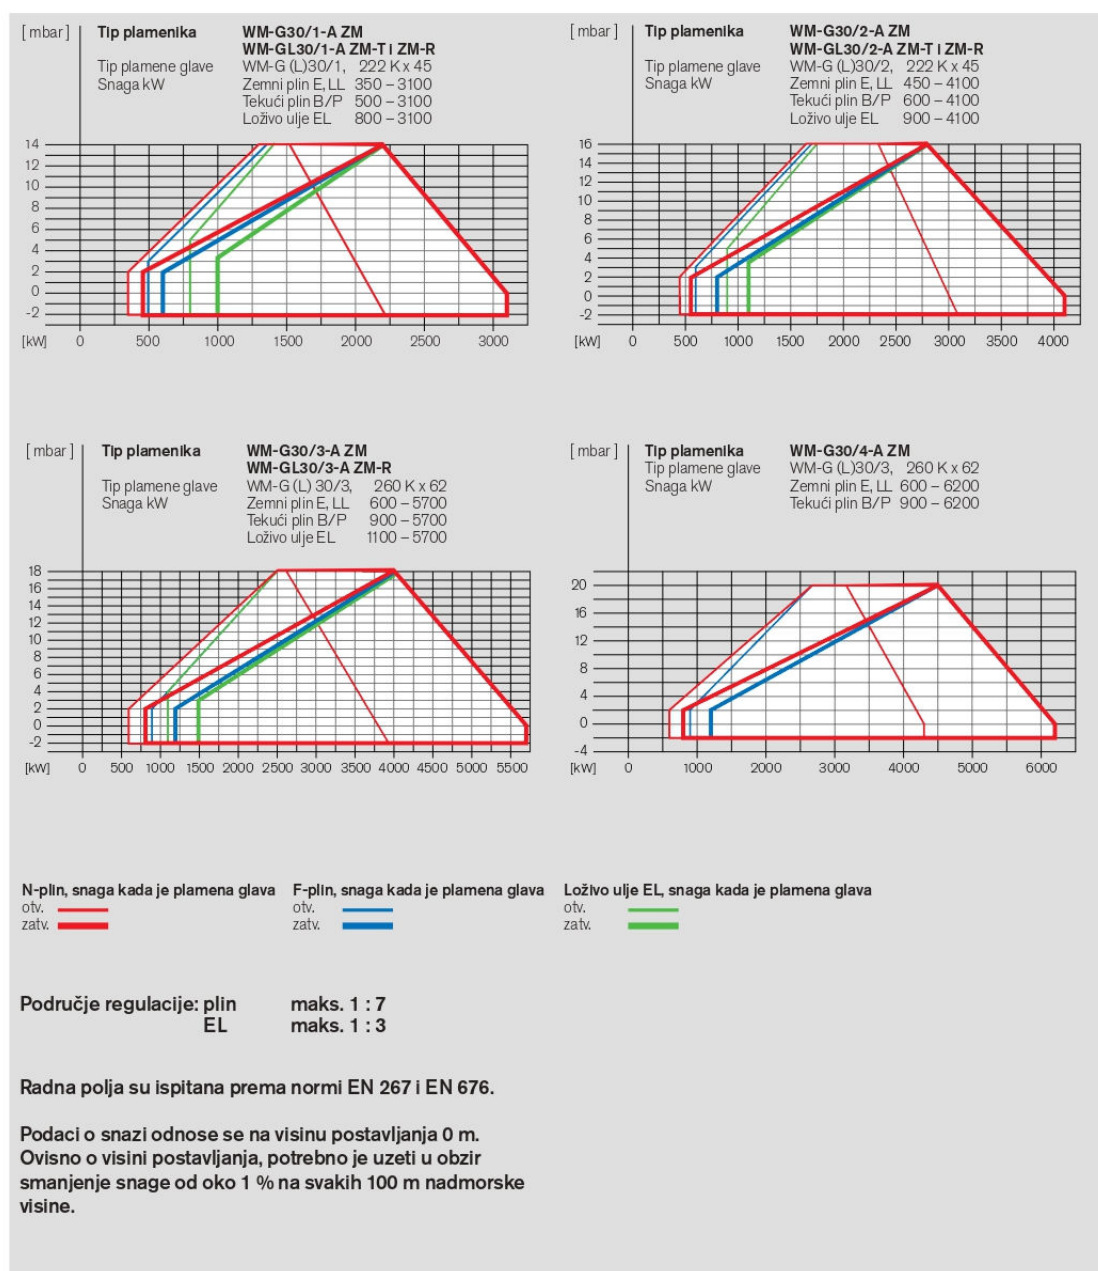 [ mbar ] Tip plamenika WM-G30/1-A ZM
WM-GL30/1-A ZM-T i ZM-R
Tip plamene glave WM-G (L)30/1, 222 K x 45
Snaga kW Zemni plin E, LL 350 – 3100
Tekući plin B/P 500 – 3100
Loživo ulje EL 800 – 3100
14
12
10
8
6
4
2
0
-2
[kW] 0 500 1000 1500 2000 2500 3000
[ mbar ] Tip plamenika WM-G30/2-A ZM
WM-GL30/2-A ZM-T i ZM-R
Tip plamene glave WM-G (L)30/2, 222 K x 45
Snaga kW Zemni plin E, LL 450 – 4100
Tekući plin B/P 600 – 4100
Loživo ulje EL 900 – 4100
16
14
12
10
8
6
4
2
0
-2
[kW] 0 500 1000 1500 2000 2500 3000 3500 4000
[ mbar ] Tip plamenika WM-G30/3-A ZM
WM-GL30/3-A ZM-R
Tip plamene glave WM-G (L) 30/3, 260 K x 62
Snaga kW Zemni plin E, LL 600 – 5700
Tekući plin B/P 900 – 5700
Loživo ulje EL 1100 – 5700
18
16
14
12
10
8
6
4
2
0
-2
[kW] 0 500 1000 1500 2000 2500 3000 3500 4000 4500 5000 5500
[ mbar ] Tip plamenika WM-G30/4-A ZM
Tip plamene glave WM-G (L)30/3, 260 K x 62
Snaga kW Zemni plin E, LL 600 – 6200
Tekući plin B/P 900 – 6200
20
16
12
8
4
0
-4
[kW] 0 1000 2000 3000 4000 5000 6000
N-plin, snaga kada je plamena glava
otv.
zatv.
F-plin, snaga kada je plamena glava
otv.
zatv.
Loživo ulje EL, snaga kada je plamena glava
otv.
zatv.
Područje regulacije: plin maks. 1 : 7
EL maks. 1 : 3
Radna polja su ispitana prema normi EN 267 i EN 676.
Podaci o snazi odnose se na visinu postavljanja 0 m.
Ovisno o visini postavljanja, potrebno je uzeti u obzir
smanjenje snage od oko 1 % na svakih 100 m nadmorske
visine.